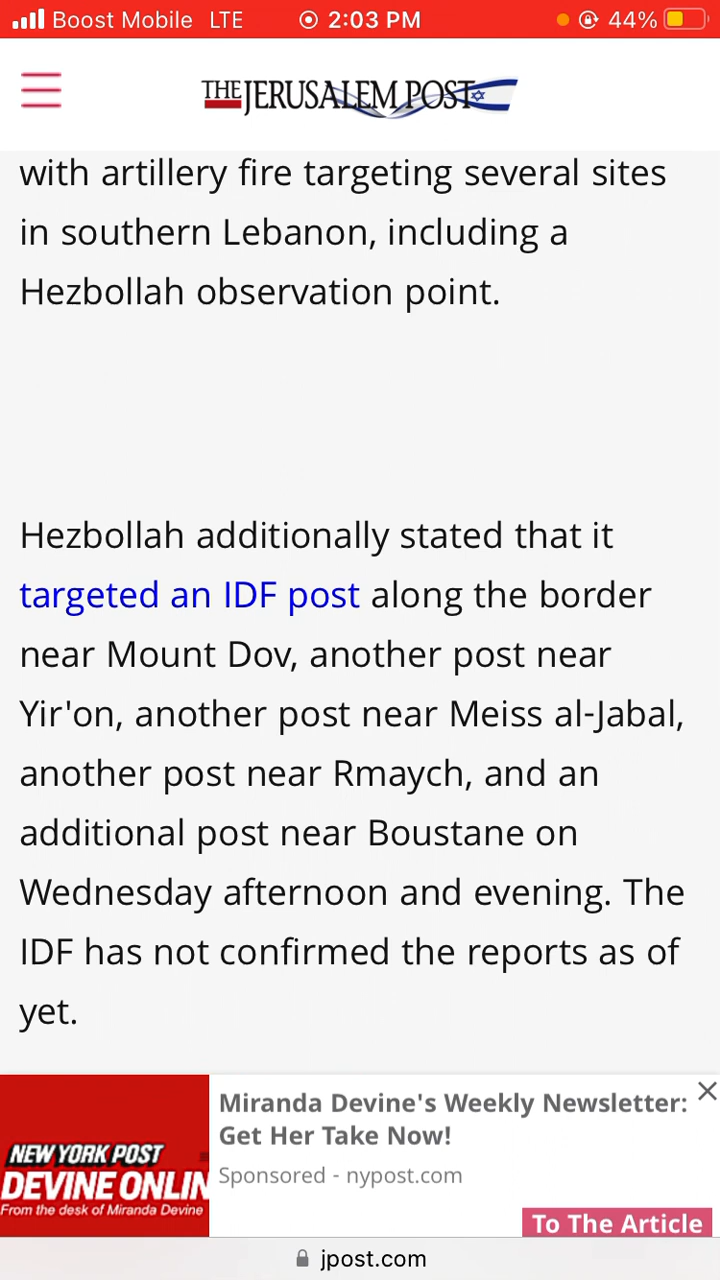 Boost Mobile LTE 2:03 PM 44%
THE JERUSALEM POST
with artillery fire targeting several sites
in southern Lebanon, including a
Hezbollah observation point.
Hezbollah additionally stated that it
targeted an IDF post along the border
near Mount Dov, another post near
Yir'on, another post near Meiss al-Jabal,
another post near Rmaych, and an
additional post near Boustane on
Wednesday afternoon and evening. The
IDF has not confirmed the reports as of
yet.
NEW YORK POST
DEVINE ONLIN
From the desk of Miranda Devine
Miranda Devine's Weekly Newsletter:
Get Her Take Now!
Sponsored - nypost.com
To The Article
jpost.com